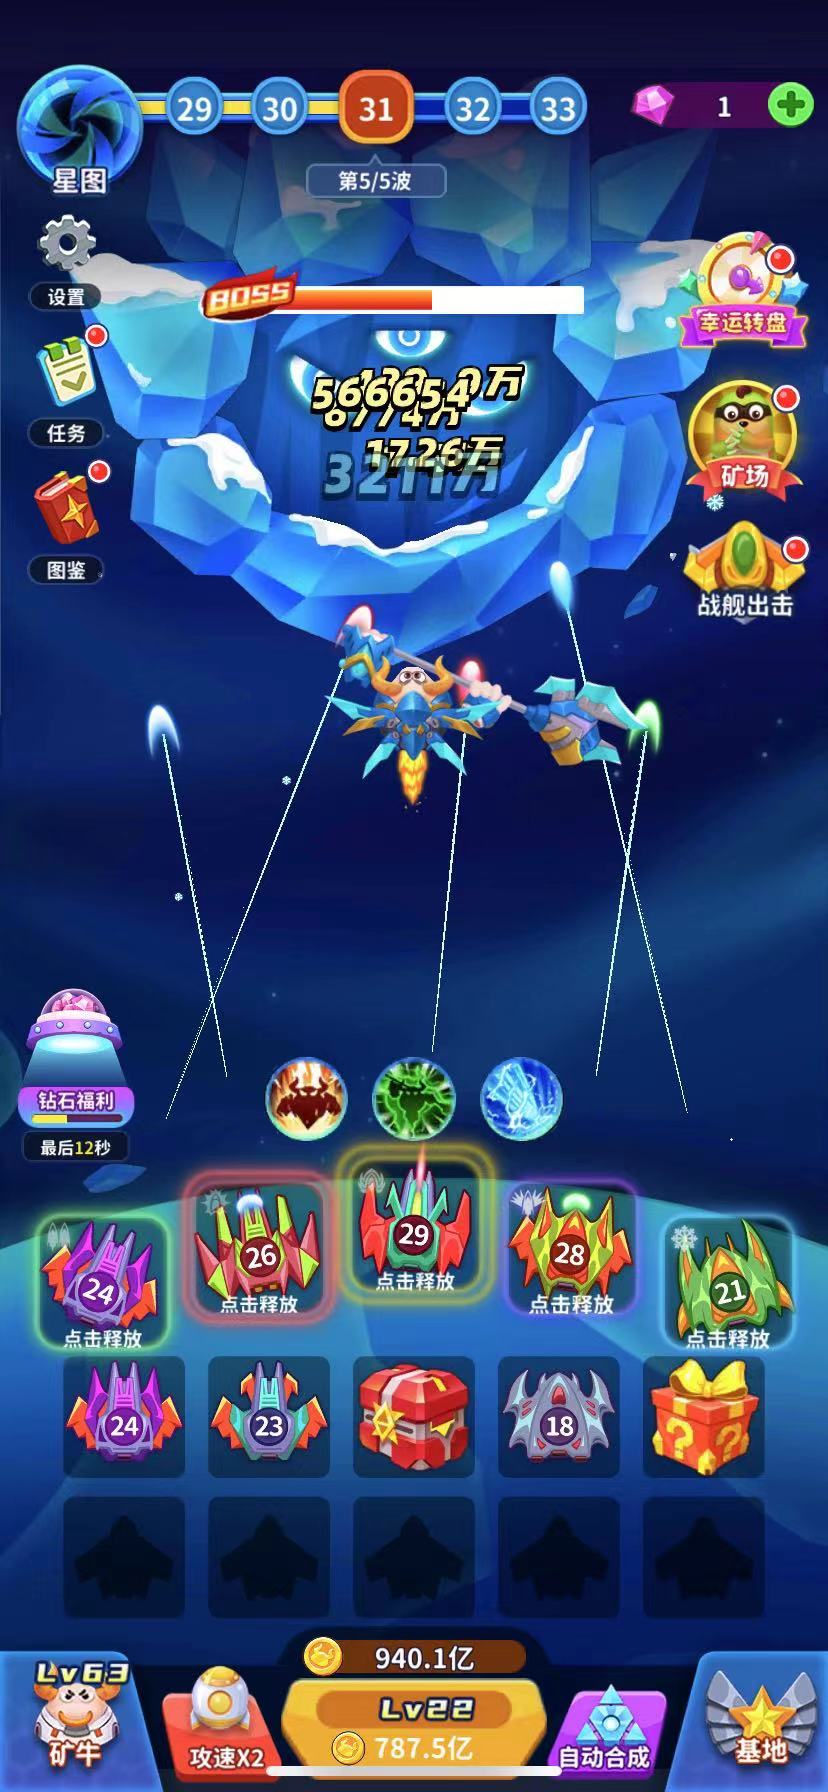 29
30
31
32
33
1
星图
第5/5波
设置
BOSS
幸运转盘
566654
1726万
3211万
任务
矿场
图鉴
战舰出击
钻石福利
最后12秒
24
点击释放
26
点击释放
29
点击释放
28
点击释放
21
点击释放
24
23
18
?
?
940.1亿
Lv63
矿牛
攻速X2
Lv22
787.5亿
自动合成
基地